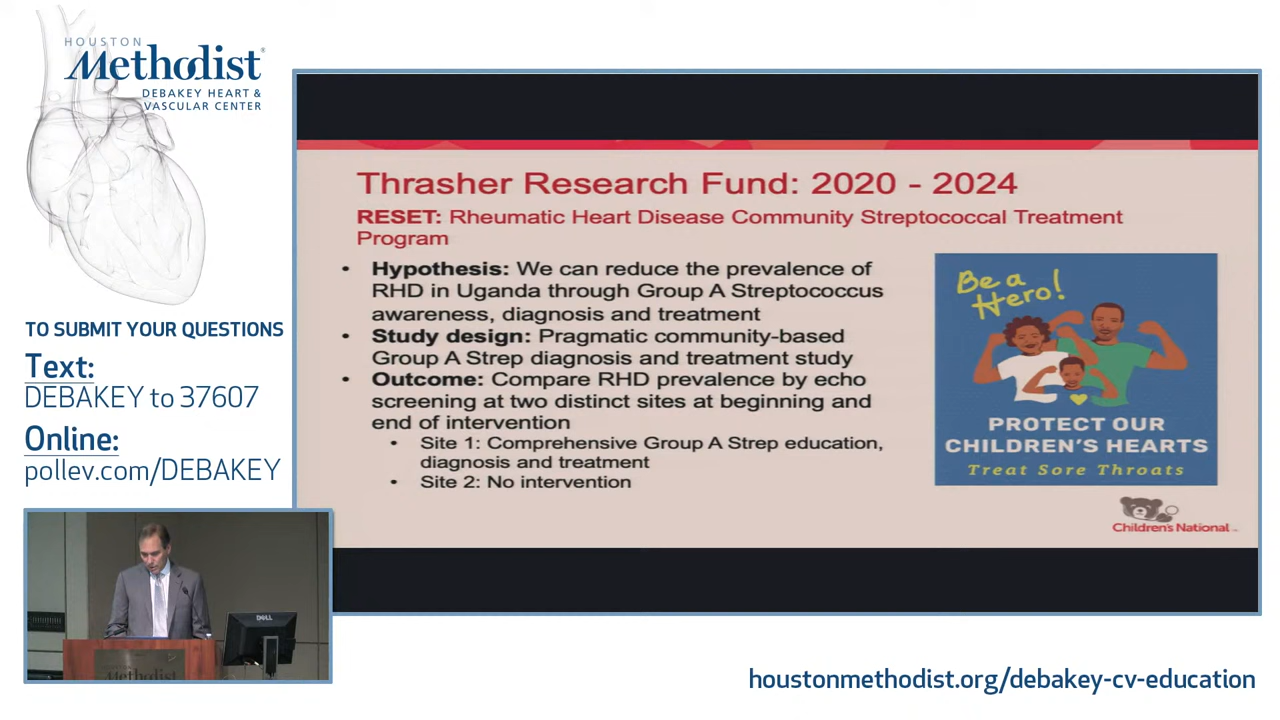 HOUSTON
Methodist®
DEBAKEY HEART &
VASCULAR CENTER
TO SUBMIT YOUR QUESTIONS
Text:
DEBAKEY to 37607
Online:
pollev.com/DEBAKEY
Thrasher Research Fund: 2020 - 2024
RESET: Rheumatic Heart Disease Community Streptococcal Treatment
Program
• Hypothesis: We can reduce the prevalence of
RHD in Uganda through Group A Streptococcus
awareness, diagnosis and treatment
• Study design: Pragmatic community-based
Group A Strep diagnosis and treatment study
• Outcome: Compare RHD prevalence by echo
screening at two distinct sites at beginning and
end of intervention
• Site 1: Comprehensive Group A Strep education,
diagnosis and treatment
• Site 2: No intervention
Be a
Hero!
PROTECT OUR
CHILDREN'S HEARTS
Treat Sore Throats
Children's National
DELL
Methodist
houstonmethodist.org/debakey-cv-education